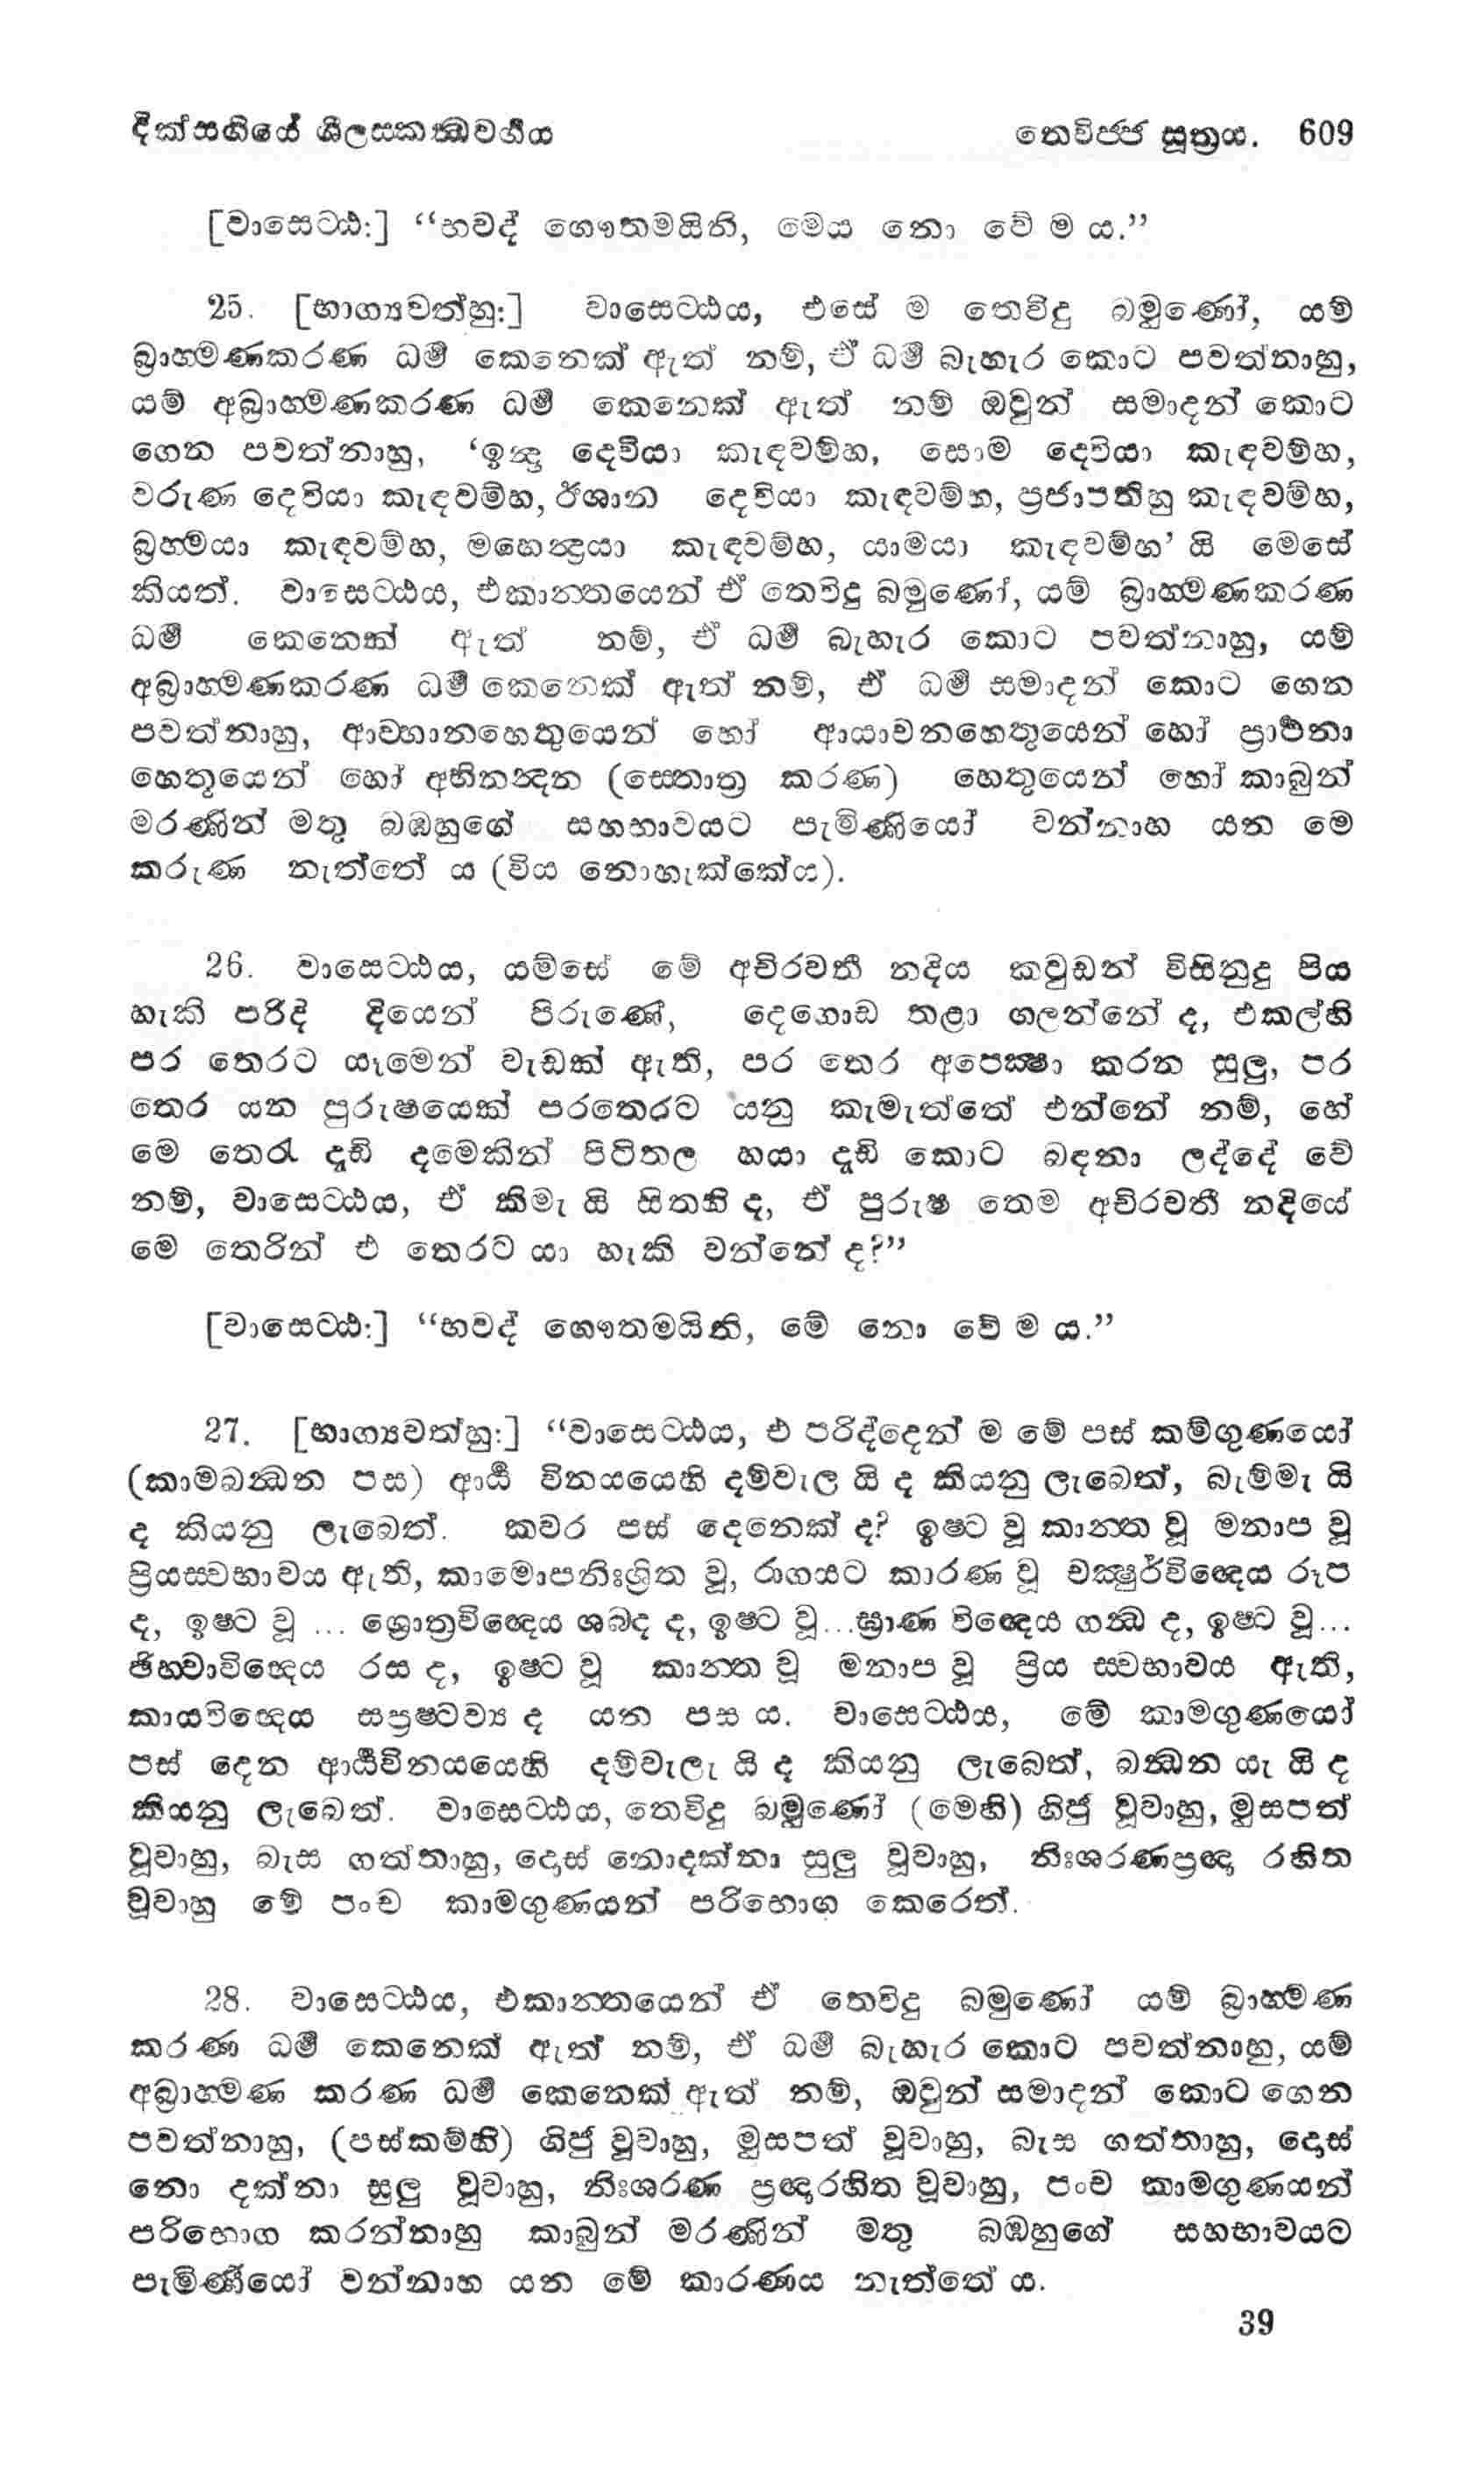 දික්සඟියේ ශීලස්කන්ධවර්ගය
තෙවිජ්ජ සූත්‍රය. 609
[වාසෙට්ඨ:] “භවද් ගෞතමයිනි, මෙය නො වේ ම ය.”
25. [භාග්‍යවත්හු:] වාසෙට්ඨය, එසේ ම තෙවිදු බමුණෝ, යම්
බ්‍රාහ්මණකරණ ධර්ම කෙනෙක් ඇත් නම්, ඒ ධර්ම බැහැර කොට පවත්නාහු,
යම් අබ්‍රාහ්මණකරණ ධර්ම කෙනෙක් ඇත් නම් ඔවුන් සමාදන් කොට
ගෙන පවත්නාහු, ‘ඉන්ද්‍ර දෙවියා කැඳවම්හ, සොම දෙවියා කැඳවම්හ,
වරුණ දෙවියා කැඳවම්හ, ඊශාන දෙවියා කැඳවම්හ, ප්‍රජාපතිහු කැඳවම්හ,
බ්‍රහ්මයා කැඳවම්හ, මහෙන්ද්‍රයා කැඳවම්හ, යාමයා කැඳවම්හ’ යි මෙසේ
කියත්. වාසෙට්ඨය, එකාන්තයෙන් ඒ තෙවිදු බමුණෝ, යම් බ්‍රාහ්මණකරණ
ධර්ම කෙනෙක් ඇත් නම්, ඒ ධර්ම බැහැර කොට පවත්නාහු, යම්
අබ්‍රාහ්මණකරණ ධර්ම කෙනෙක් ඇත් නම්, ඒ ධර්ම සමාදන් කොට ගෙන
පවත්නාහු, ආව්හානහෙතුයෙන් හෝ ආයාචනහෙතුයෙන් හෝ ප්‍රාර්ථනා
හෙතුයෙන් හෝ අභිනන්දන (ස්තොත්‍ර කරණ) හෙතුයෙන් හෝ කාබුන්
මරණින් මතු බඹහුගේ සහභාවයට පැමිණියෝ වන්නාහ යන මෙ
කරුණ නැත්තේ ය (විය නොහැක්කේය).
26. වාසෙට්ඨය, යම්සේ මේ අචිරවතී නදිය කවුඩන් විසිනුදු පිය
හැකි පරිදි දියෙන් පිරුණේ, දෙගොඩ තළා ගලන්නේ ද, එකල්හි
පර තෙරට යෑමෙන් වැඩක් ඇති, පර තෙර අපෙක්ෂා කරන සුලු, පර
තෙර යන පුරුෂයෙක් පරතෙරට යනු කැමැත්තේ එන්නේ නම්, හේ
මෙ තෙරැ දෘඩි දමෙකින් පිටිතල හයා දෘඩි කොට බඳනා ලද්දේ වේ
නම්, වාසෙට්ඨය, ඒ කිමැ යි සිතහි ද, ඒ පුරුෂ තෙම අචිරවතී නදියේ
මෙ තෙරින් එ තෙරට යා හැකි වන්නේ ද?”
[වාසෙට්ඨ:] “භවද් ගෞතමයිනි, මේ නො වේ ම ය.”
27. [භාග්‍යවත්හු:] “වාසෙට්ඨය, එ පරිද්දෙන් ම මේ පස් කම්ගුණයෝ
(කාමබන්ධන පස) ආර්ය විනයයෙහි දම්වැල යි ද කියනු ලැබෙත්, බැම්මැ යි
ද කියනු ලැබෙත්. කවර පස් දෙනෙක් ද? ඉෂ්ට වූ කාන්ත වූ මනාප වූ
ප්‍රියස්වභාවය ඇති, කාමොපනිඃශ්‍රිත වූ, රාගයට කාරණ වූ චක්ෂුර්විඥෙය රූප
ද, ඉෂ්ට වූ ... ශ්‍රොත්‍රවිඥෙය ශබ්ද ද, ඉෂ්ට වූ...ඝ්‍රාණ විඥෙය ගන්ධ ද, ඉෂ්ට වූ...
ජිහ්වාවිඥෙය රස ද, ඉෂ්ට වූ කාන්ත වූ මනාප වූ ප්‍රිය ස්වභාවය ඇති,
කායවිඥෙය ස්ප්‍රෂ්ටව්‍ය ද යන පස ය. වාසෙට්ඨය, මේ කාමගුණයෝ
පස් දෙන ආර්යවිනයයෙහි දම්වැලැ යි ද කියනු ලැබෙත්, බන්ධන යැ යි ද
කියනු ලැබෙත්. වාසෙට්ඨය, තෙවිදු බමුණෝ (මෙහි) ගිජු වූවාහු, මුසපත්
වූවාහු, බැස ගත්තාහු, දොස් නොදක්නා සුලු වූවාහු, නිඃශරණප්‍රඥා රහිත
වූවාහු මේ පංච කාමගුණයන් පරිභොග කෙරෙත්.
28. වාසෙට්ඨය, එකාන්තයෙන් ඒ තෙවිදු බමුණෝ යම් බ්‍රාහ්මණ
කරණ ධර්ම කෙනෙක් ඇත් නම්, ඒ ධර්ම බැහැර කොට පවත්නාහු, යම්
අබ්‍රාහ්මණ කරණ ධර්ම කෙනෙක් ඇත් නම්, ඔවුන් සමාදන් කොට ගෙන
පවත්නාහු, (පස්කම්හි) ගිජු වූවාහු, මුසපත් වූවාහු, බැස ගත්තාහු, දොස්
නො දක්නා සුලු වූවාහු, නිඃශරණ ප්‍රඥාරහිත වූවාහු, පංච කාමගුණයන්
පරිභොග කරන්නාහු කාබුන් මරණින් මතු බඹහුගේ සහභාවයට
පැමිණියෝ වන්නාහ යන මේ කාරණය නැත්තේ ය.
39